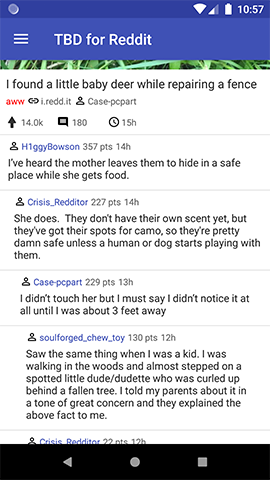 10:57
TBD for Reddit
I found a little baby deer while repairing a fence
aww i.redd.it Case-pcpart
14.0k 180 15h
H1ggyBowson 357 pts 14h
I've heard the mother leaves them to hide in a safe
place while she gets food.
Crisis_Redditor 227 pts 14h
She does. They don't have their own scent yet, but
they've got their spots for camo, so they're pretty
damn safe unless a human or dog starts playing with
them.
Case-pcpart 229 pts 13h
I didn't touch her but I must say I didn't notice it at
all until I was about 3 feet away
soulforged_chew_toy 130 pts 12h
Saw the same thing when I was a kid. I was
walking in the woods and almost stepped on a
spotted little dude/dudette who was curled up
behind a fallen tree. I told my parents about it in
a tone of great concern and they explained the
above fact to me.
Crisis_Redditor 22 pts 12h